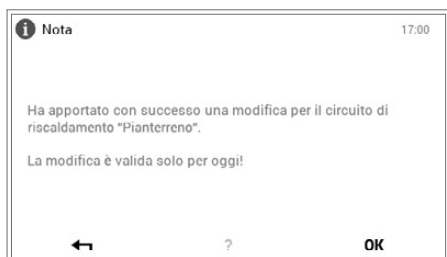 Nota
17:00
Ha apportato con successo una modifica per il circuito di
riscaldamento "Pianterreno".
La modifica è valida solo per oggi!
?
OK